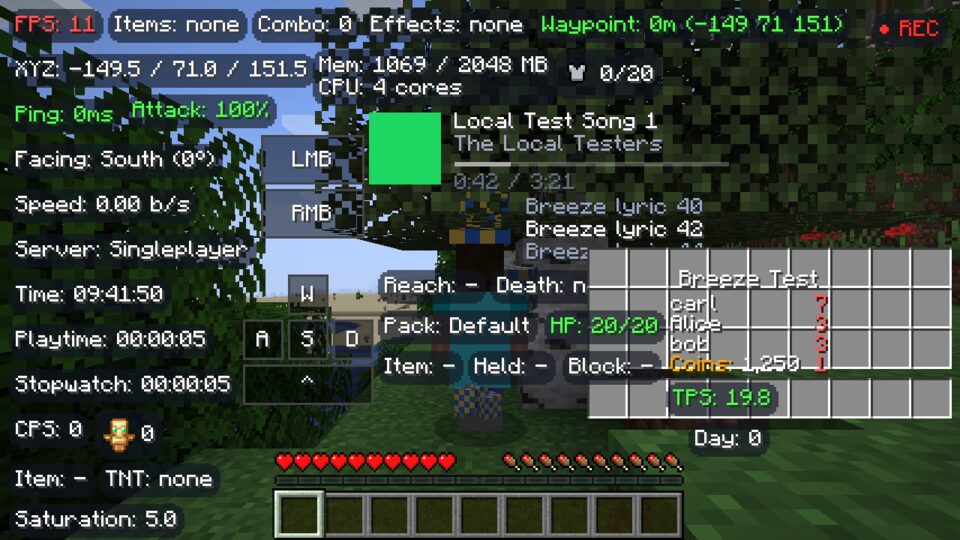 FPS: 11 Items: none Combo: 0 Effects: none Waypoint: 0m (-149 71 151) REC
XYZ: -149.5 / 71.0 / 151.5 Mem: 1069 / 2048 MB
CPU: 4 cores
0/20
Ping: 0ms Attack: 100%
Local Test Song 1
The Local Testers
0:42 / 3:21
Breeze lyric 40
Breeze lyric 42
Breeze
Facing: South (0°)
LMB
Speed: 0.00 b/s
RMB
Server: Singleplayer
Time: 09:41:50
W
Reach: - Death: n
Playtime: 00:00:05
A S D
Pack: Default HP: 20/20
Stopwatch: 00:00:05
^
Item: - Held: - Block: -
Breeze Test
carl 7
Alice 3
bob 3
Coins: 1,250 1
TPS: 19.8
CPS: 0
0
Day: 0
Item: - TNT: none
Saturation: 5.0